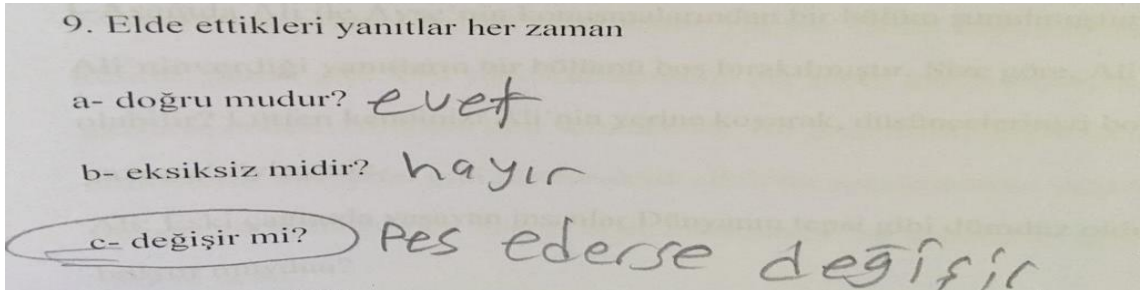 9. Elde ettikleri yanıtlar her zaman
a- doğru mudur? evet
b- eksiksiz midir? hayır
c- değişir mi? Pes ederse değişir